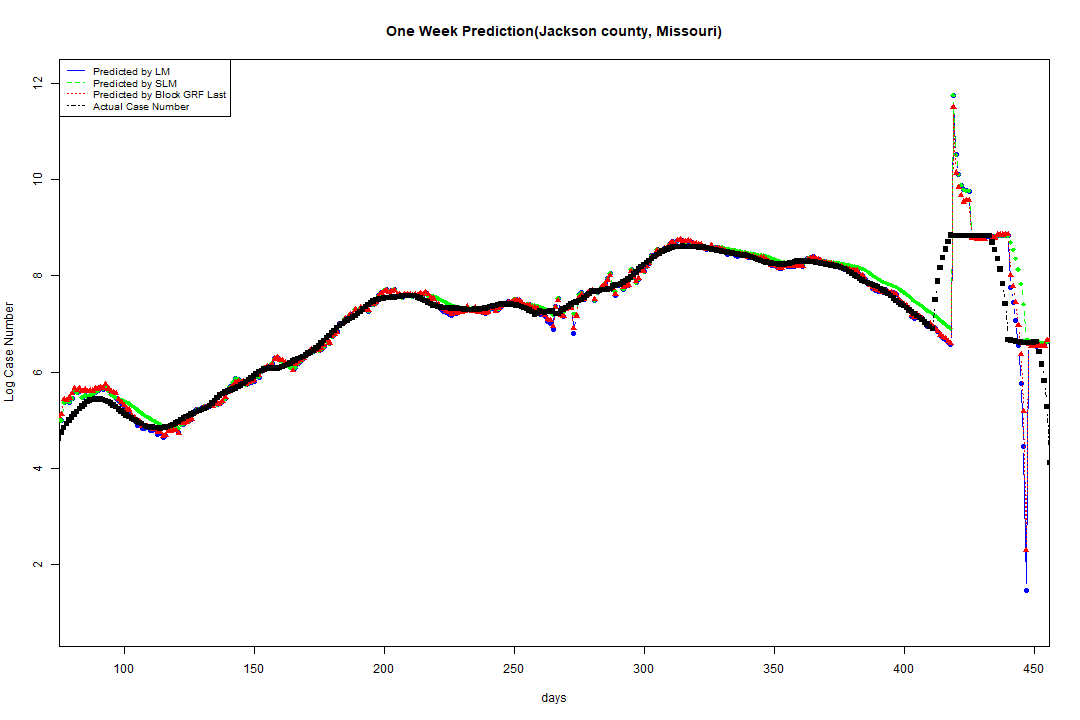 One Week Prediction(Jackson county, Missouri)
Predicted by LM
Predicted by SLM
Predicted by Block GRF Last
Actual Case Number
12
10
8
6
4
2
Log Case Number
100 150 200 250 300 350 400 450
days